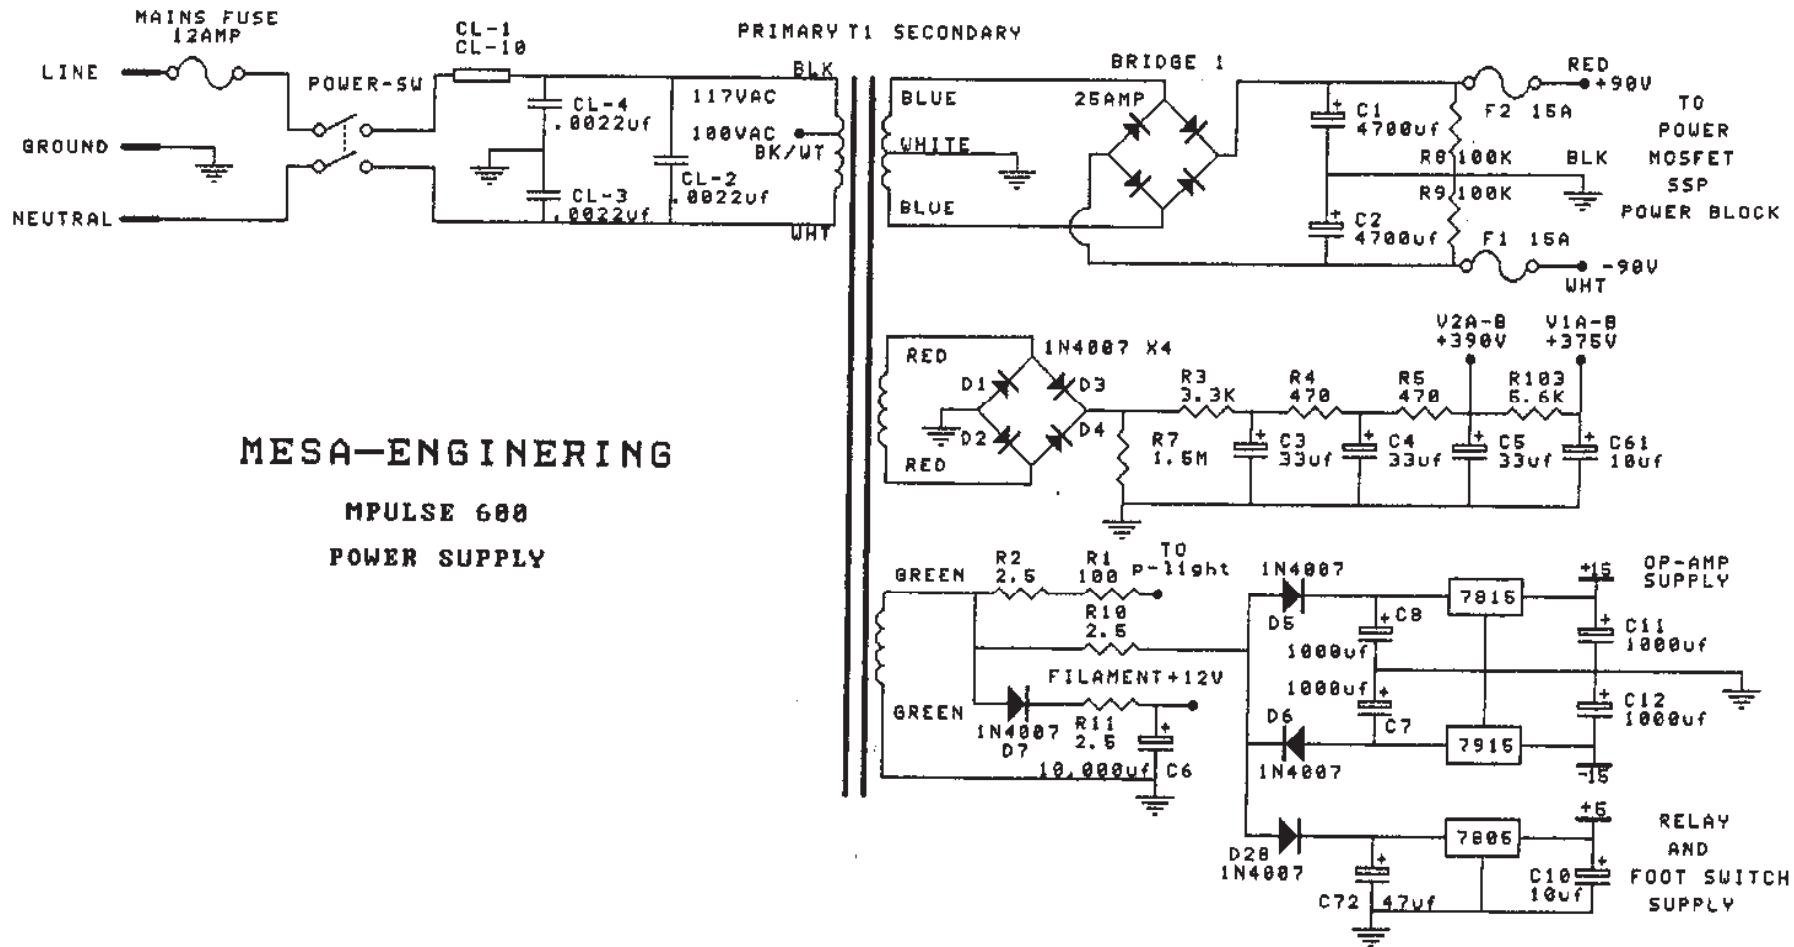 MAINS FUSE
12AMP
LINE
GROUND
NEUTRAL
POWER-SW
CL-1
CL-10
CL-4
.0022uf
CL-3
.0022uf
CL-2
.0022uf
117VAC
100VAC
BK/WT
BLK
WHT
PRIMARY T1 SECONDARY
BLUE
WHITE
BLUE
BRIDGE 1
25AMP
C1
4700uf
C2
4700uf
R8 100K
R9 100K
F2 15A
F1 15A
RED
+90V
BLK
-90V
WHT
TO
POWER
MOSFET
SSP
POWER BLOCK
RED
RED
1N4007 X4
D1
D2
D3
D4
R3
3.3K
R4
470
R5
470
R103
5.6K
V2A-B
+390V
V1A-B
+375V
R7
1.5M
C3
33uf
C4
33uf
C5
33uf
C61
10uf
MESA-ENGINERING
MPULSE 600
POWER SUPPLY
GREEN
GREEN
R2
2.5
R1
100
TO
p-light
R10
2.5
FILAMENT+12V
1N4007
D7
R11
2.5
10,000uf C6
1N4007
D5
D6
1N4007
D28
1N4007
C8
1000uf
1000uf
C7
7815
7915
7805
+15
OP-AMP
SUPPLY
C11
1000uf
C12
1000uf
-15
+5
C72 47uf
C10
10uf
RELAY
AND
FOOT SWITCH
SUPPLY